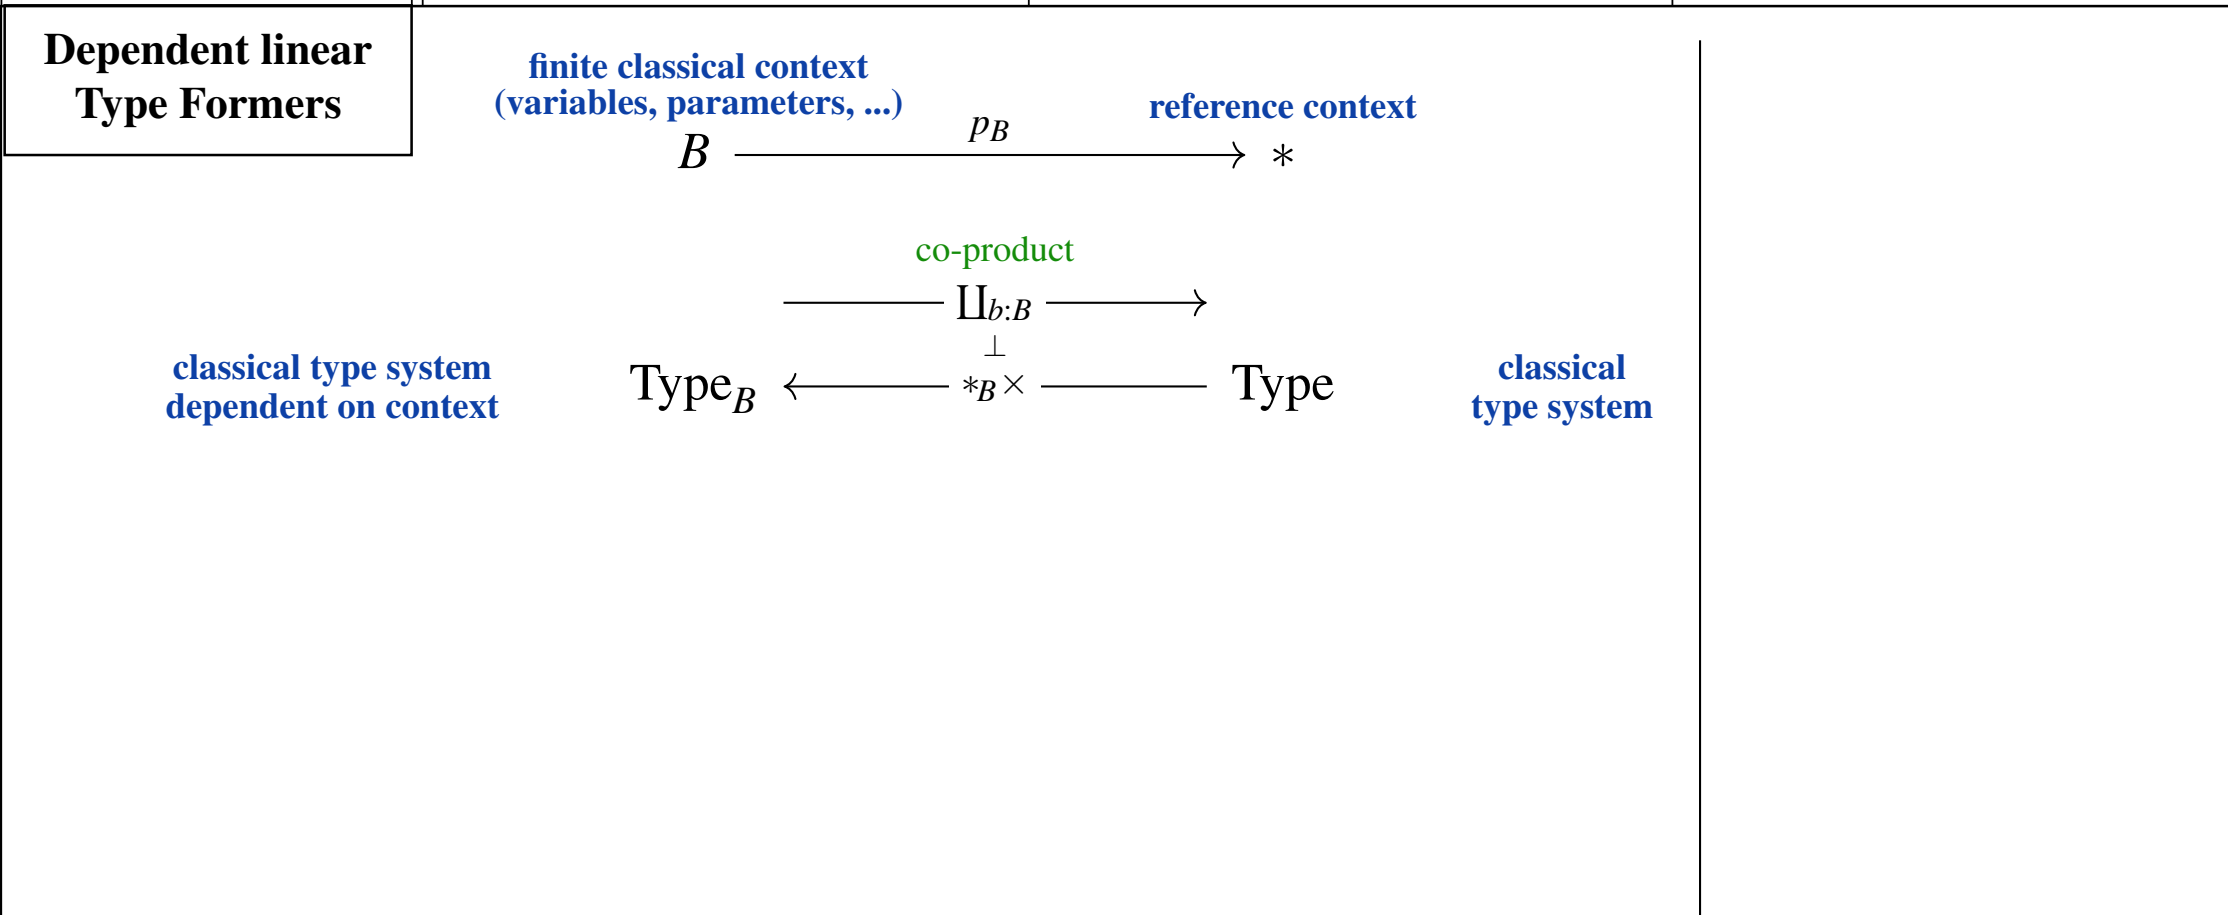 Dependent linear
Type Formers
finite classical context
(variables, parameters, ...)
reference context
p_B
B ⟶ *
co-product
∐_{b:B}
⊥
classical type system
dependent on context
Type_B
*_B ×
Type
classical
type system